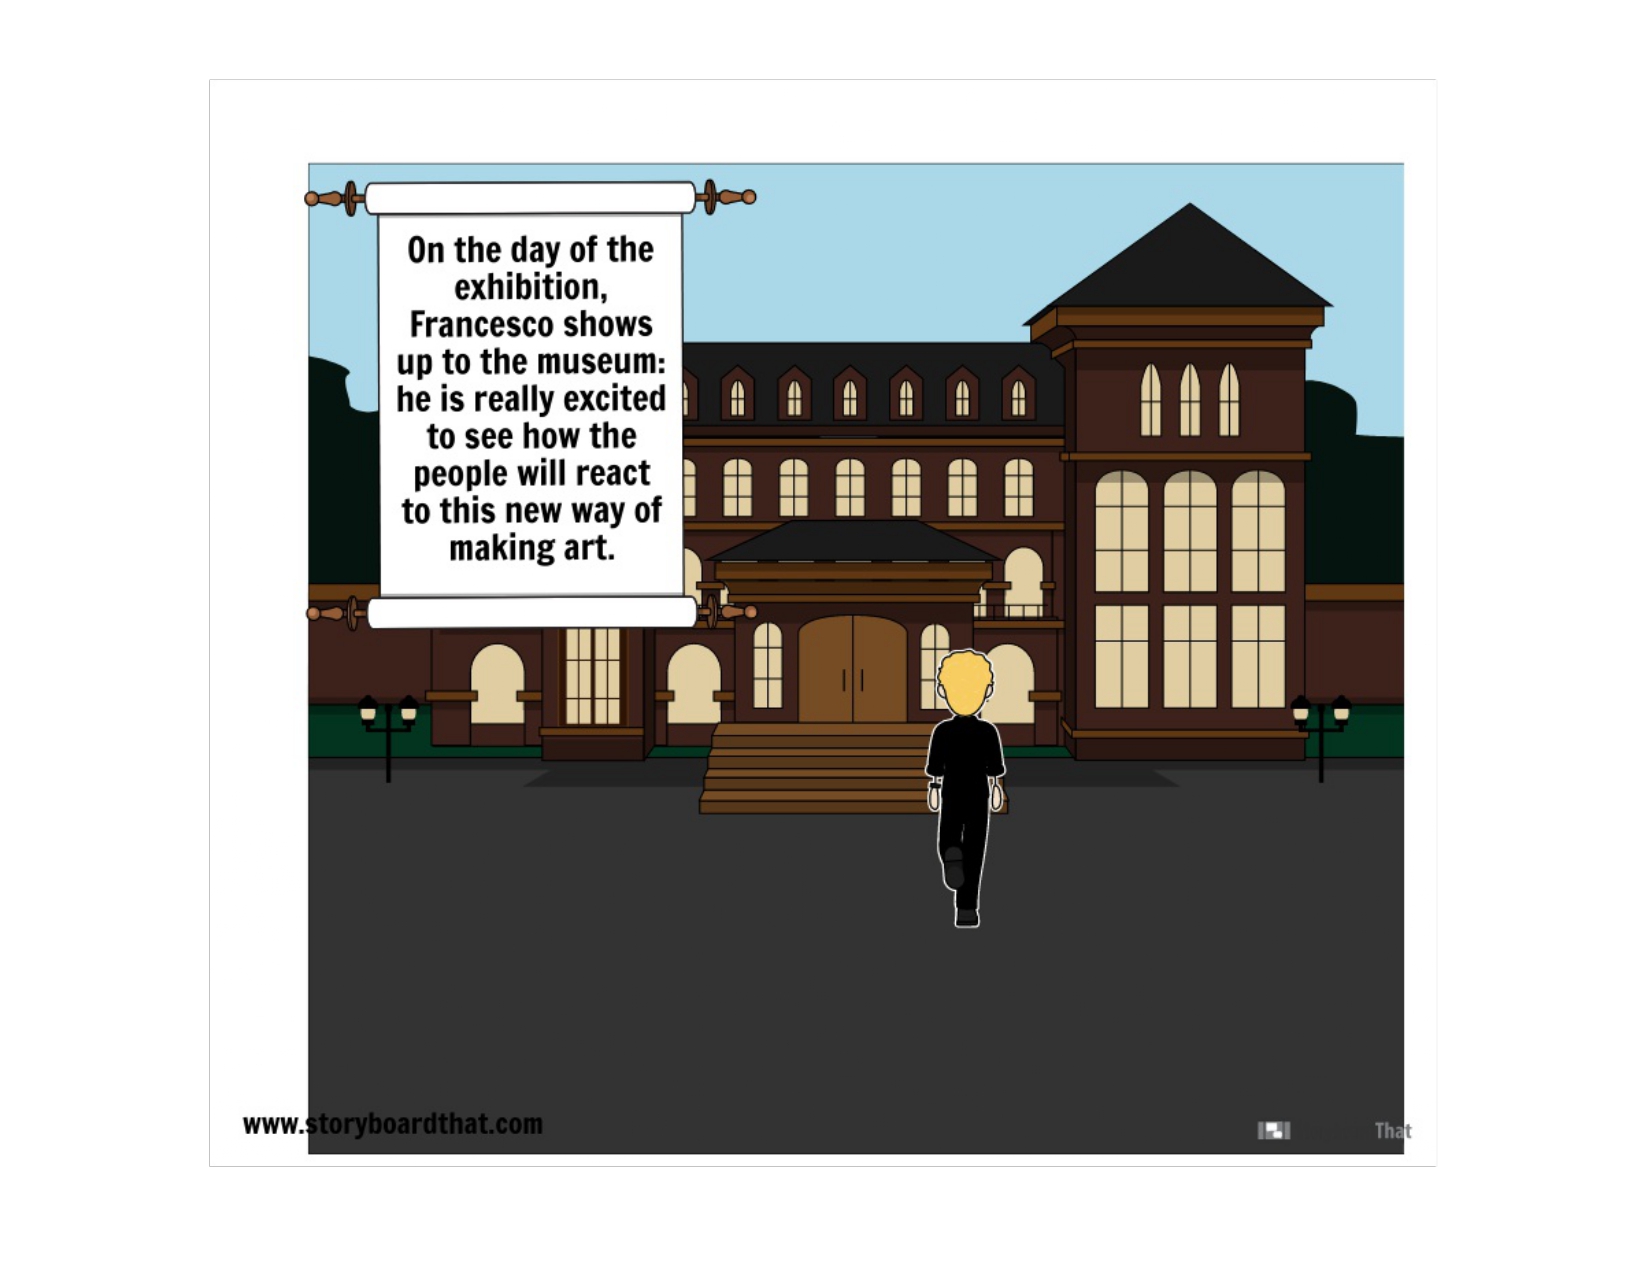 On the day of the
exhibition,
Francesco shows
up to the museum:
he is really excited
to see how the
people will react
to this new way of
making art.
www.storyboardthat.com
That